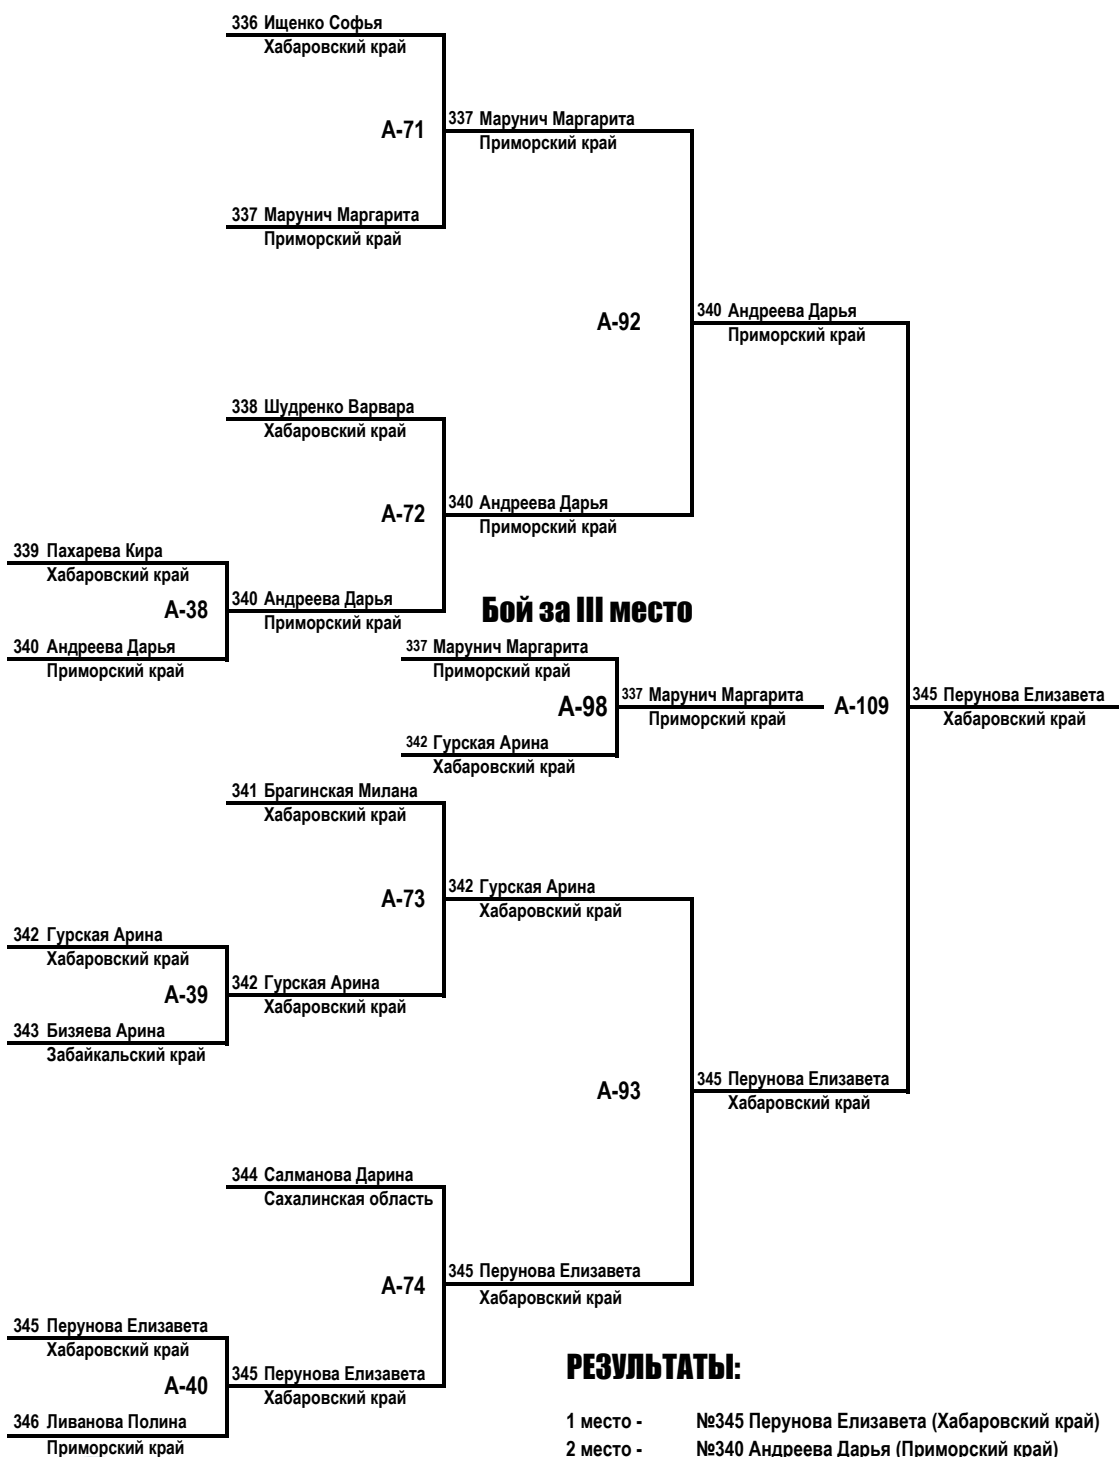 336 Ищенко Софья
Хабаровский край
А-71
337 Марунич Маргарита
Приморский край
337 Марунич Маргарита
Приморский край
А-92
340 Андреева Дарья
Приморский край
338 Шудренко Варвара
Хабаровский край
А-72
340 Андреева Дарья
Приморский край
339 Пахарева Кира
Хабаровский край
А-38
340 Андреева Дарья
Приморский край
340 Андреева Дарья
Приморский край
Бой за III место
337 Марунич Маргарита
Приморский край
А-98
337 Марунич Маргарита
Приморский край
А-109
345 Перунова Елизавета
Хабаровский край
342 Гурская Арина
Хабаровский край
341 Брагинская Милана
Хабаровский край
А-73
342 Гурская Арина
Хабаровский край
342 Гурская Арина
Хабаровский край
А-39
342 Гурская Арина
Хабаровский край
343 Бизяева Арина
Забайкальский край
А-93
345 Перунова Елизавета
Хабаровский край
344 Салманова Дарина
Сахалинская область
А-74
345 Перунова Елизавета
Хабаровский край
345 Перунова Елизавета
Хабаровский край
А-40
345 Перунова Елизавета
Хабаровский край
346 Ливанова Полина
Приморский край
РЕЗУЛЬТАТЫ:
1 место - №345 Перунова Елизавета (Хабаровский край)
2 место - №340 Андреева Дарья (Приморский край)